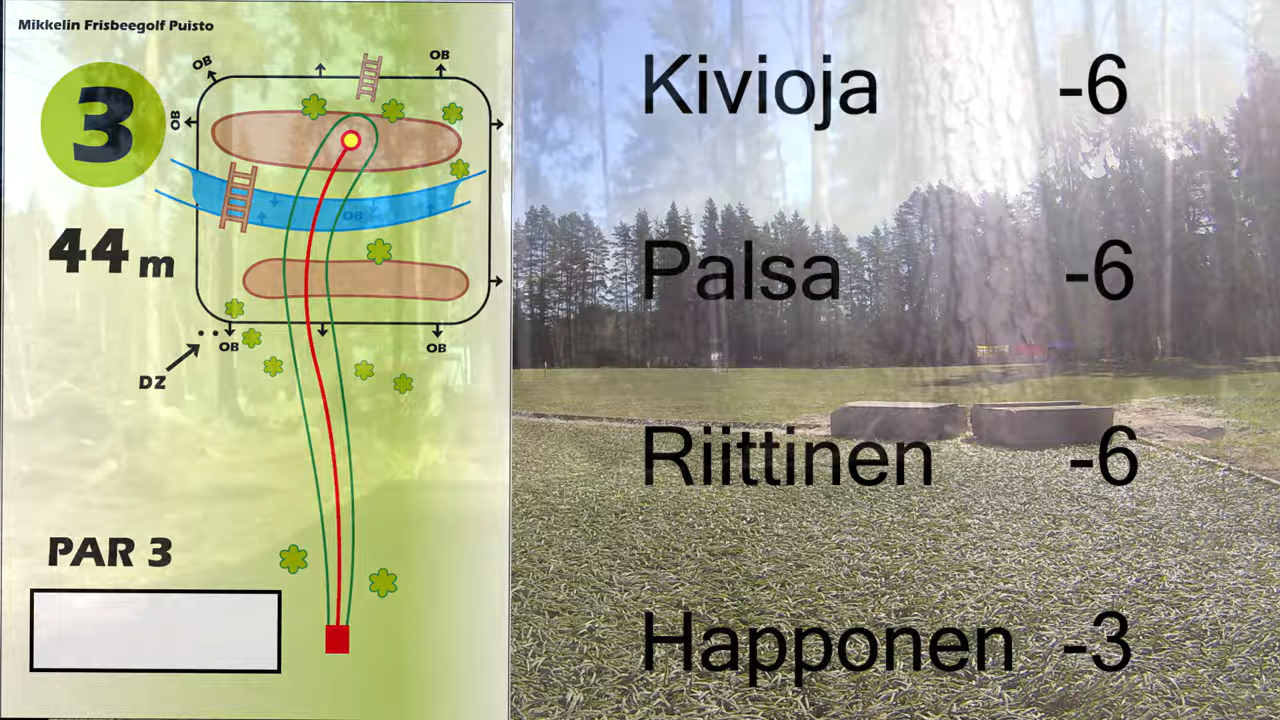 Mikkelin Frisbeegolf Puisto
OB
OB
OB
3
44 m
OB
OB
OB
DZ
PAR 3
Kivioja -6
Palsa -6
Riittinen -6
Happonen -3